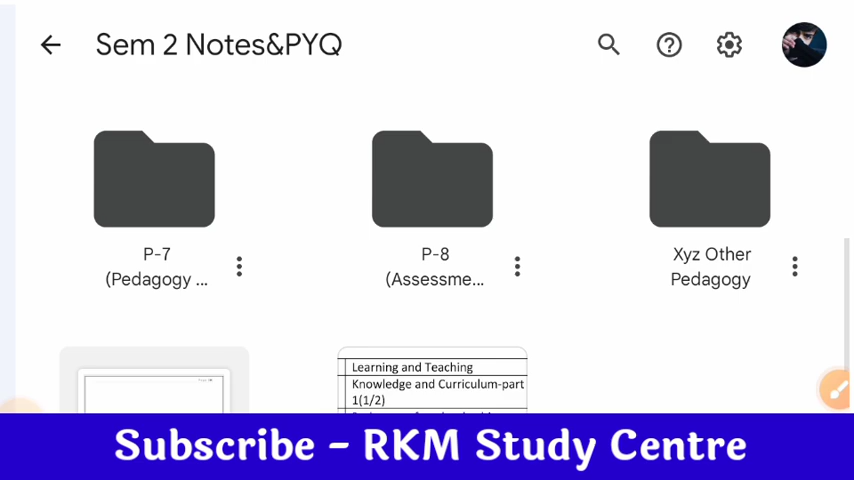 Sem 2 Notes&PYQ
P-7
(Pedagogy ...
P-8
(Assessme...
Xyz Other
Pedagogy
Learning and Teaching
Knowledge and Curriculum-part
1(1/2)
Subscribe - RKM Study Centre